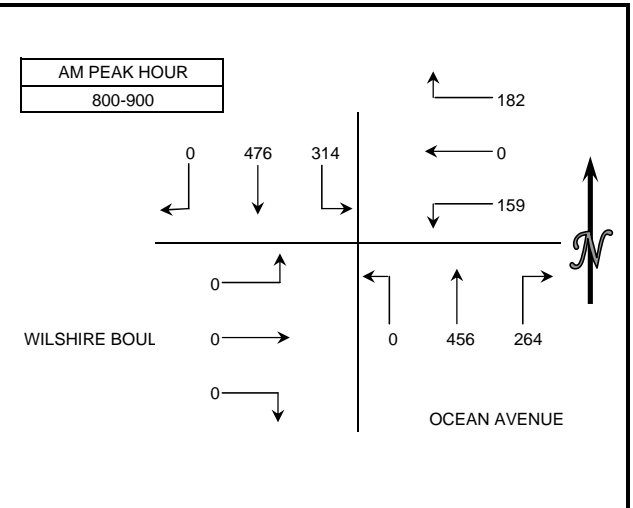 AM PEAK HOUR
800-900
182
0 476 314 0
159
0
N
WILSHIRE BOUL 0 0 456 264
0
OCEAN AVENUE